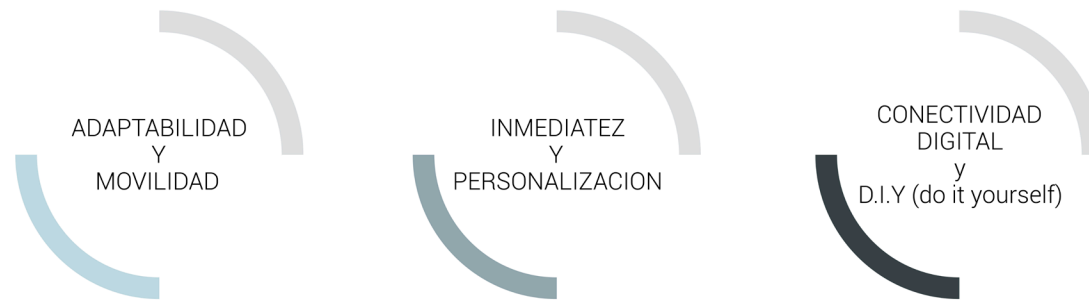 ADAPTABILIDAD
Y
MOVILIDAD
INMEDIATEZ
Y
PERSONALIZACION
CONECTIVIDAD
DIGITAL
y
D.I.Y (do it yourself)